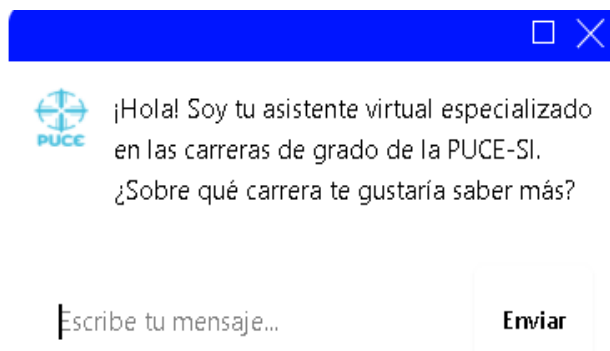 ¡Hola! Soy tu asistente virtual especializado
PUCE
en las carreras de grado de la PUCE-SI.
¿Sobre qué carrera te gustaría saber más?
Escribe tu mensaje...
Enviar